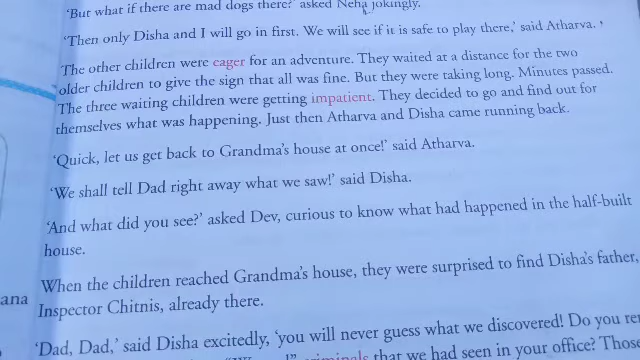 'But what if there are mad dogs there?' asked Neha jokingly.
'Then only Disha and I will go in first. We will see if it is safe to play there,' said Atharva.
The other children were eager for an adventure. They waited at a distance for the two
older children to give the sign that all was fine. But they were taking long. Minutes passed.
The three waiting children were getting impatient. They decided to go and find out for
themselves what was happening. Just then Atharva and Disha came running back.
'Quick, let us get back to Grandma's house at once!' said Atharva.
'We shall tell Dad right away what we saw!' said Disha.
'And what did you see?' asked Dev, curious to know what had happened in the half-built
house.
When the children reached Grandma's house, they were surprised to find Disha's father,
ana Inspector Chitnis, already there.
'Dad, Dad,' said Disha excitedly, 'you will never guess what we discovered! Do you
criminals that we had seen in your office? Those